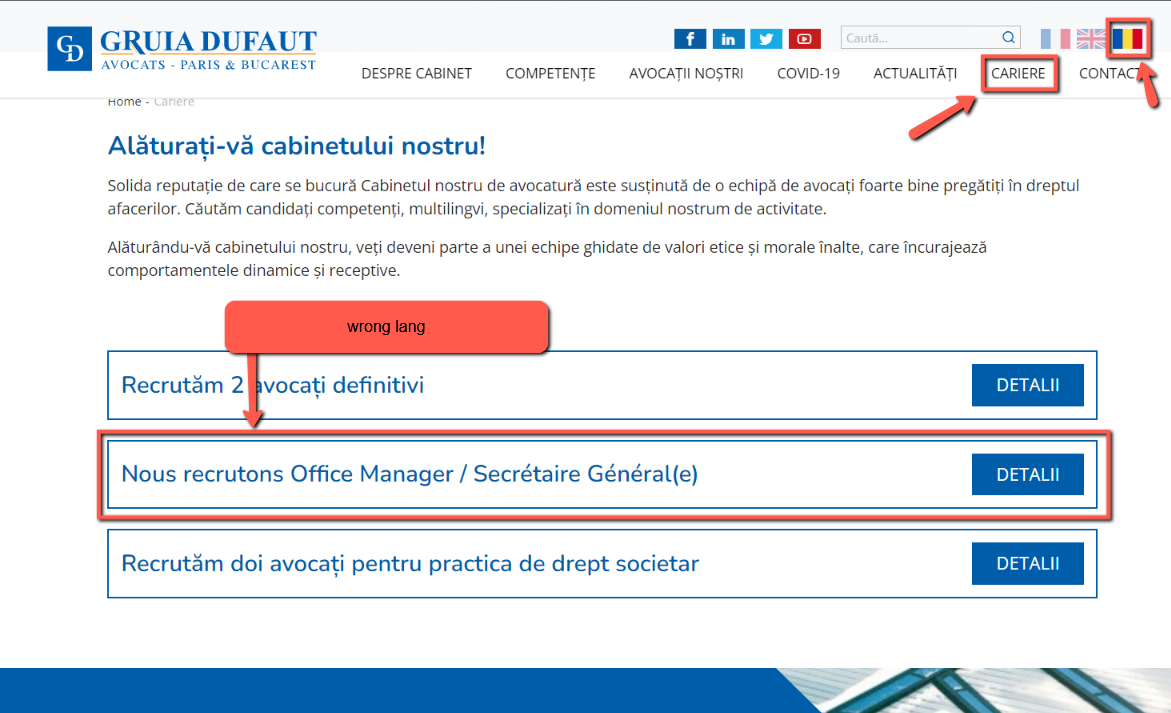 GD GRUIA DUFAUT
AVOCATS - PARIS & BUCAREST
Caută...
DESPRE CABINET COMPETENȚE AVOCAȚII NOȘTRI COVID-19 ACTUALITĂȚI CARIERE CONTACT
Home - Cariere
Alăturați-vă cabinetului nostru!
Solida reputație de care se bucură Cabinetul nostru de avocatură este susținută de o echipă de avocați foarte bine pregătiți în dreptul
afacerilor. Căutăm candidați competenți, multilingvi, specializați în domeniul nostrum de activitate.
Alăturându-vă cabinetului nostru, veți deveni parte a unei echipe ghidate de valori etice și morale înalte, care încurajează
comportamentele dinamice și receptive.
wrong lang
Recrutăm 2 avocați definitivi DETALII
Nous recrutons Office Manager / Secrétaire Général(e) DETALII
Recrutăm doi avocați pentru practica de drept societar DETALII